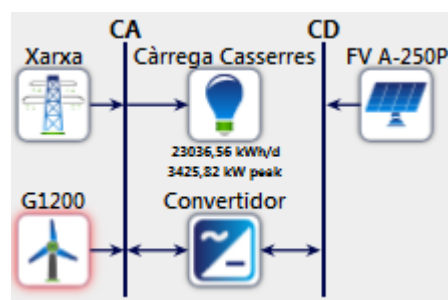 CA CD
Xarxa Càrrega Casserres FV A-250P
23036,56 kWh/d
3425,82 kW peak
G1200 Convertidor